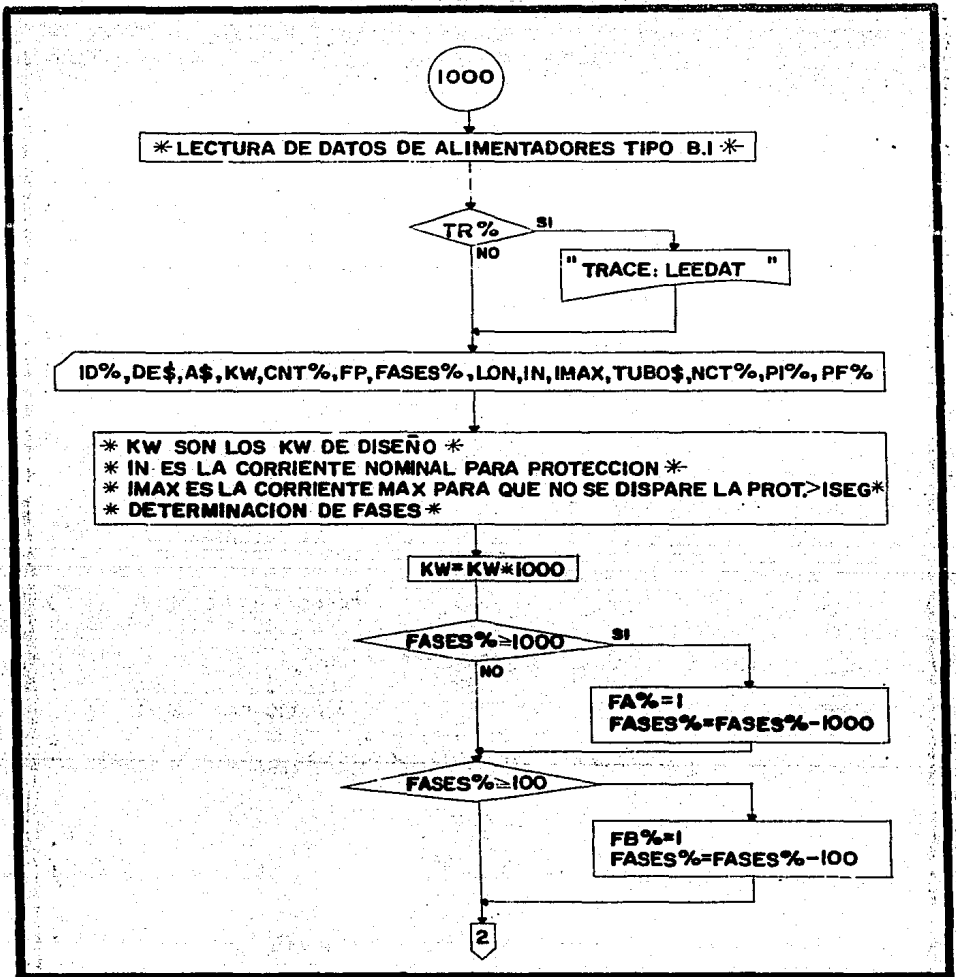 1000
* LECTURA DE DATOS DE ALIMENTADORES TIPO B.I *
TR%
SI
NO
" TRACE: LEEDAT "
ID%,DE$,A$,KW,CNT%,FP,FASES%,LON,IN,IMAX,TUBO$,NCT%,PI%,PF%
* KW SON LOS KW DE DISEÑO *
* IN ES LA CORRIENTE NOMINAL PARA PROTECCION *
* IMAX ES LA CORRIENTE MAX PARA QUE NO SE DISPARE LA PROT.>ISEG*
* DETERMINACION DE FASES *
KW=KW*1000
FASES%≥1000
SI
NO
FA%=1
FASES%=FASES%-1000
FASES%≥100
FB%=1
FASES%=FASES%-100
2